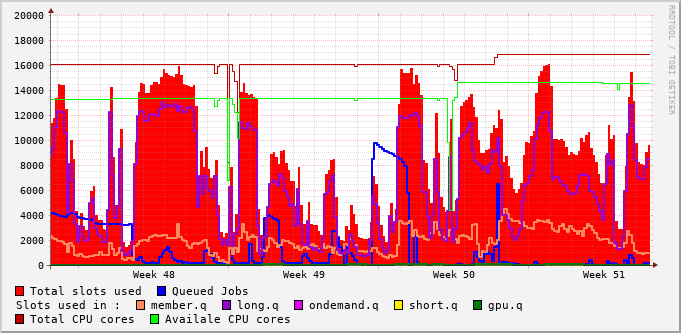 20000
18000
16000
14000
12000
10000
8000
6000
4000
2000
0
Week 48 Week 49 Week 50 Week 51
RRDTOOL / TOBI OETIKER
Total slots used Queued Jobs
Slots used in : member.q long.q ondemand.q short.q gpu.q
Total CPU cores Availale CPU cores